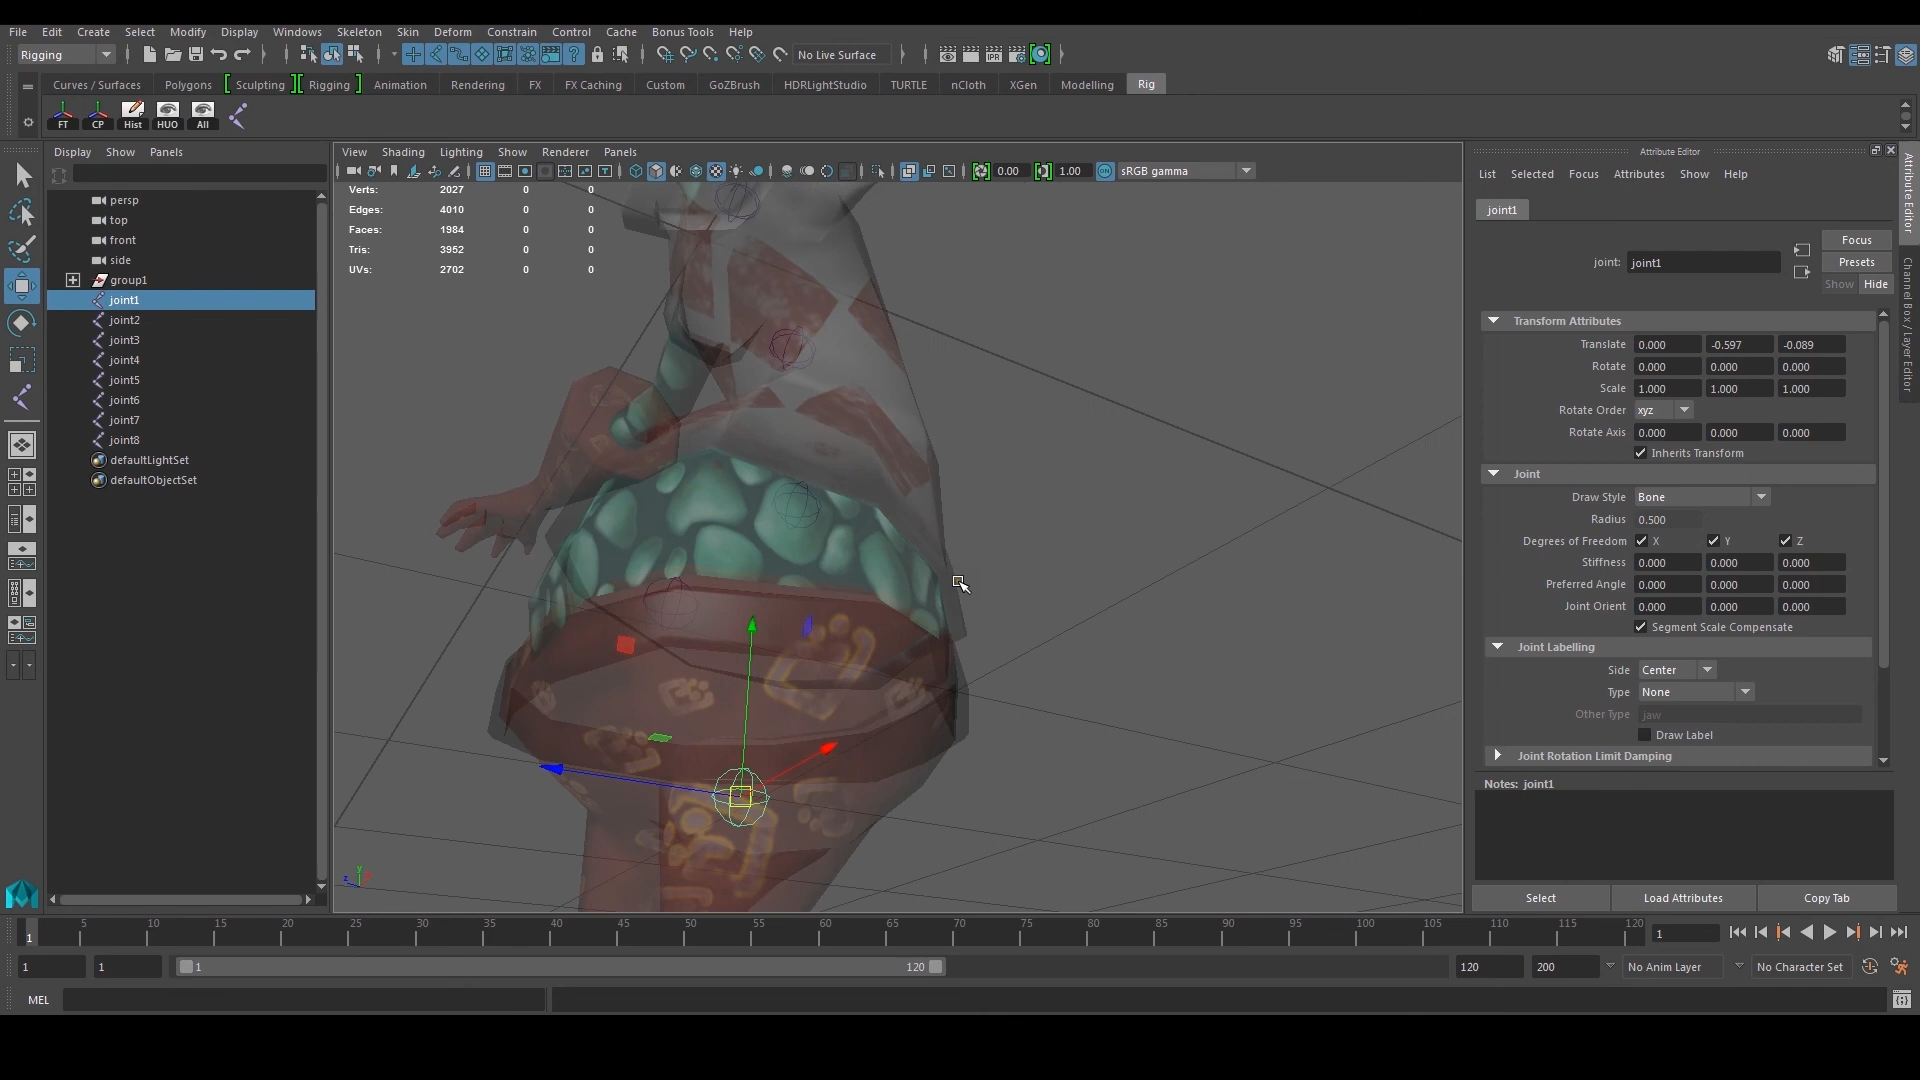 File Edit Create Select Modify Display Windows Skeleton Skin Deform Constrain Control Cache Bonus Tools Help
Rigging No Live Surface
Curves / Surfaces Polygons Sculpting Rigging Animation Rendering FX FX Caching Custom GoZBrush HDRLightStudio TURTLE nCloth XGen Modelling Rig
FT CP Hist HUO All
Display Show Panels
persp
top
front
side
group1
joint1
joint2
joint3
joint4
joint5
joint6
joint7
joint8
defaultLightSet
defaultObjectSet
View Shading Lighting Show Renderer Panels
0.00 1.00 ON sRGB gamma
Verts: 2027 0 0
Edges: 4010 0 0
Faces: 1984 0 0
Tris: 3952 0 0
UVs: 2702 0 0
y
z
Attribute Editor
List Selected Focus Attributes Show Help
joint1
joint: joint1
Focus
Presets
Show Hide
Transform Attributes
Translate 0.000 -0.597 -0.089
Rotate 0.000 0.000 0.000
Scale 1.000 1.000 1.000
Rotate Order xyz
Rotate Axis 0.000 0.000 0.000
Inherits Transform
Joint
Draw Style Bone
Radius 0.500
Degrees of Freedom X Y Z
Stiffness 0.000 0.000 0.000
Preferred Angle 0.000 0.000 0.000
Joint Orient 0.000 0.000 0.000
Segment Scale Compensate
Joint Labelling
Side Center
Type None
Other Type jaw
Draw Label
Joint Rotation Limit Damping
Notes: joint1
Select Load Attributes Copy Tab
Attribute Editor
Channel Box / Layer Editor
1 5 10 15 20 25 30 35 40 45 50 55 60 65 70 75 80 85 90 95 100 105 110 115 120 1
1 1 1 120 120 200 No Anim Layer No Character Set
MEL